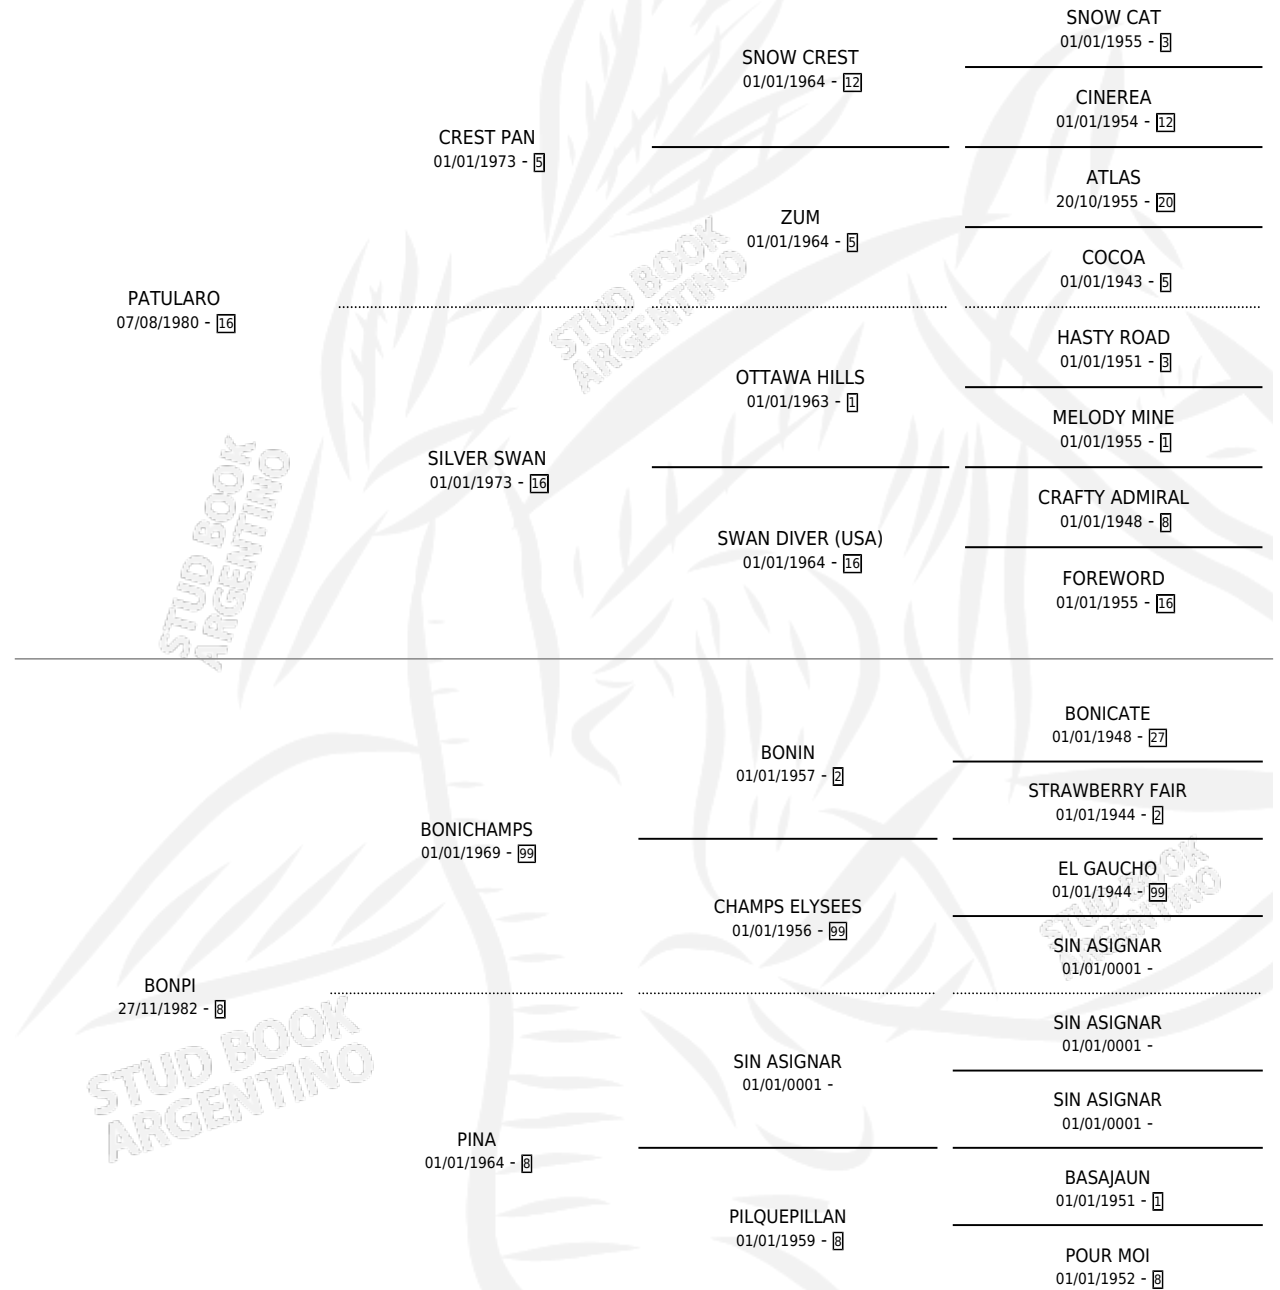 SNOW CAT
01/01/1955 - 3
SNOW CREST
01/01/1964 - 12
CINEREA
01/01/1954 - 12
CREST PAN
01/01/1973 - 5
ATLAS
20/10/1955 - 20
ZUM
01/01/1964 - 5
COCOA
01/01/1943 - 5
PATULARO
07/08/1980 - 16
HASTY ROAD
01/01/1951 - 3
OTTAWA HILLS
01/01/1963 - 1
MELODY MINE
01/01/1955 - 1
SILVER SWAN
01/01/1973 - 16
CRAFTY ADMIRAL
01/01/1948 - 8
SWAN DIVER (USA)
01/01/1964 - 16
FOREWORD
01/01/1955 - 16
BONICATE
01/01/1948 - 27
BONIN
01/01/1957 - 2
STRAWBERRY FAIR
01/01/1944 - 2
BONICHAMPS
01/01/1969 - 99
EL GAUCHO
01/01/1944 - 99
CHAMPS ELYSEES
01/01/1956 - 99
SIN ASIGNAR
01/01/0001 -
BONPI
27/11/1982 - 8
SIN ASIGNAR
01/01/0001 -
SIN ASIGNAR
01/01/0001 -
SIN ASIGNAR
01/01/0001 -
PINA
01/01/1964 - 8
BASAJAUN
01/01/1951 - 1
PILQUEPILLAN
01/01/1959 - 8
POUR MOI
01/01/1952 - 8
STUD BOOK
ARGENTINO
STUD BOOK
ARGENTINO
STUD BOOK
ARGENTINO
STUD BOOK
ARGENTINO